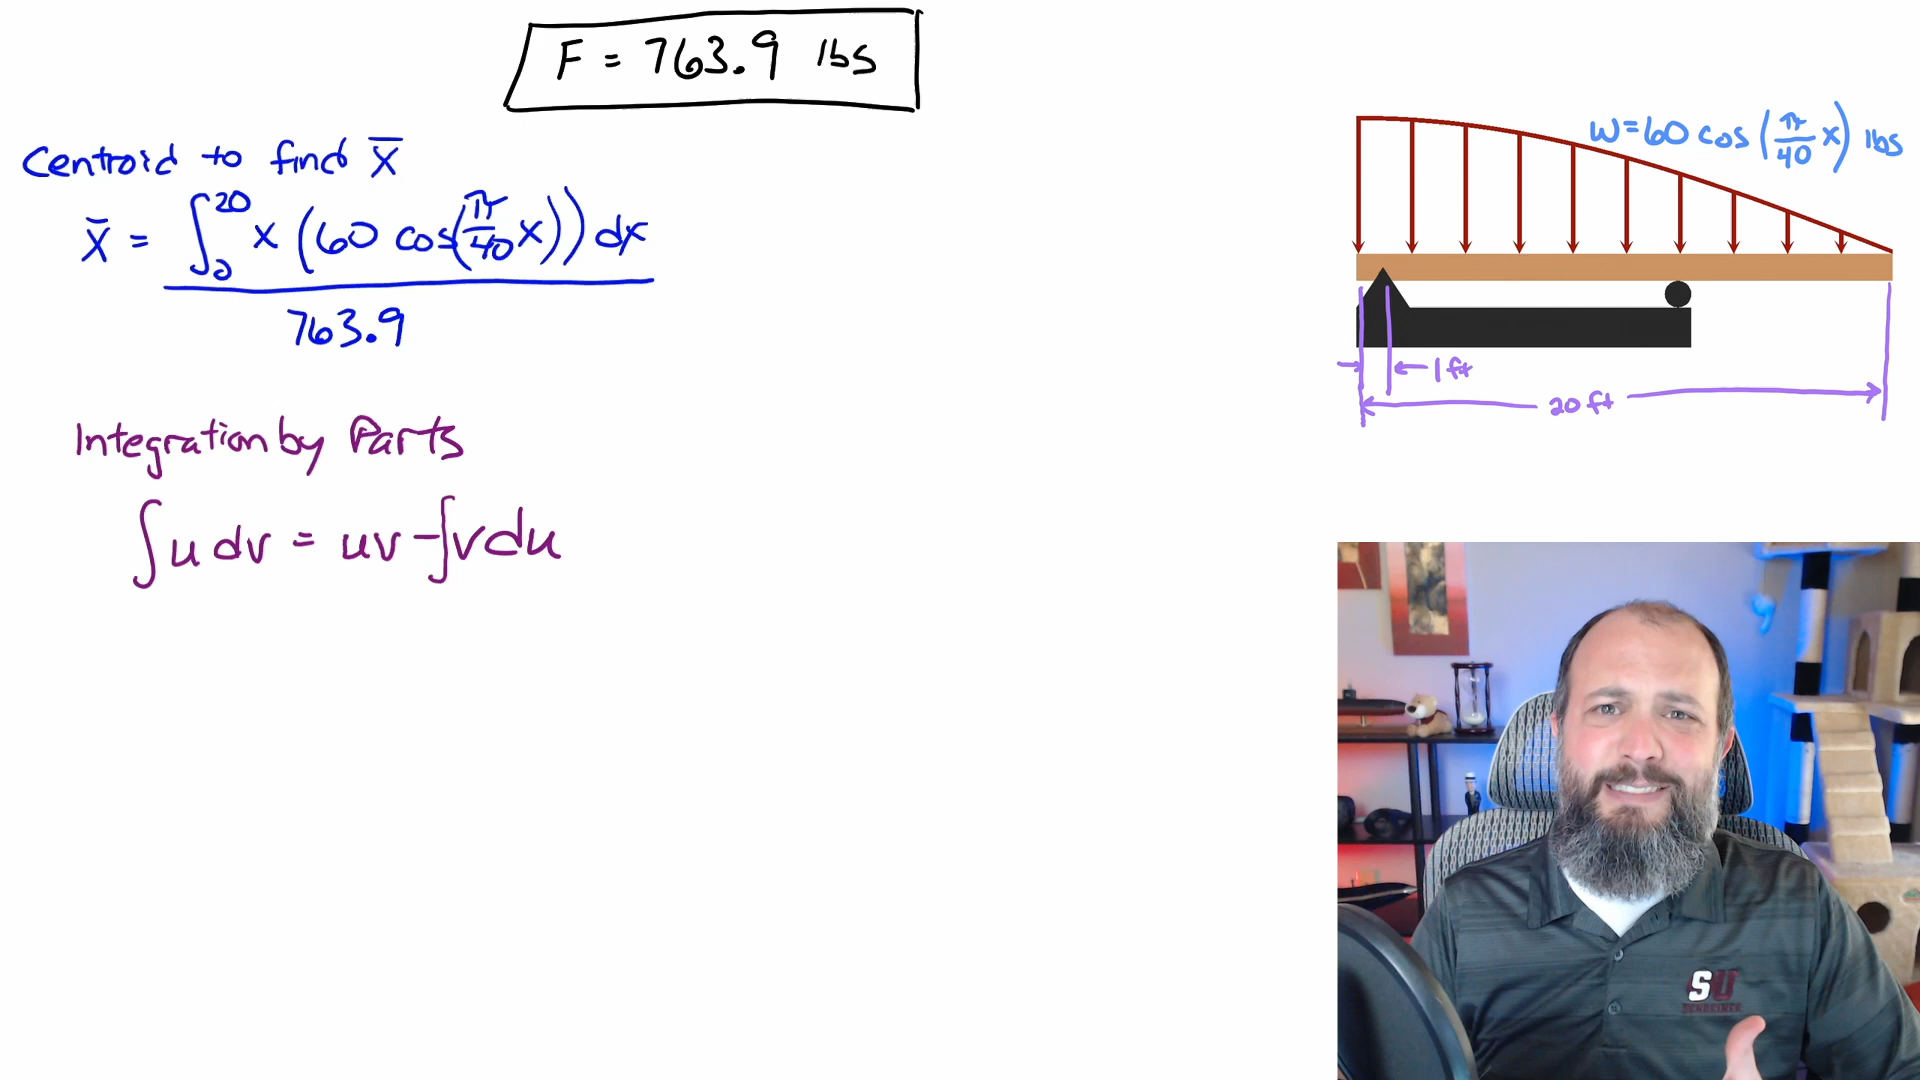 F = 763.9 lbs
Centroid to find x̄
x̄ = ∫₀²⁰ x (60 cos(π/40 x)) dx
763.9
Integration by Parts
∫u dv = uv - ∫v du
w=60 cos (π/40 x) lbs
1 ft
20 ft
SU
SCHREINER